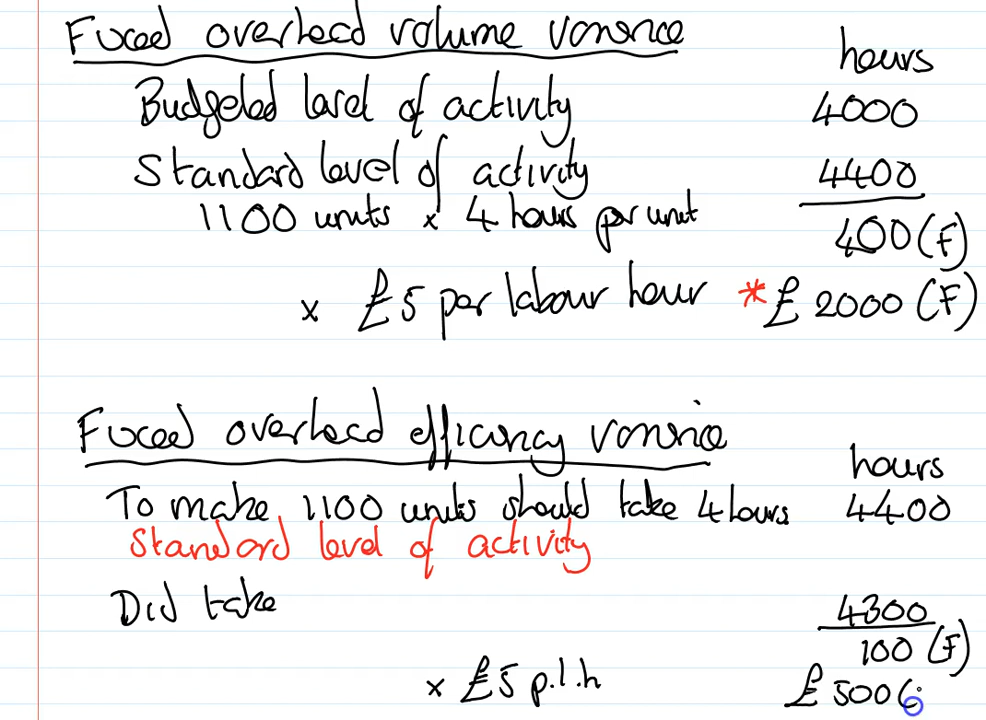 Fixed overhead volume variance
hours
Budgeted level of activity 4000
Standard level of activity 4400
1100 units x 4 hours per unit 400 (F)
x £5 per labour hour *£ 2000 (F)
Fixed overhead efficiency variance
hours
To make 1100 units should take 4 hours 4400
Standard level of activity
Did take 4300
100 (F)
x £5 p.l.h £500 (